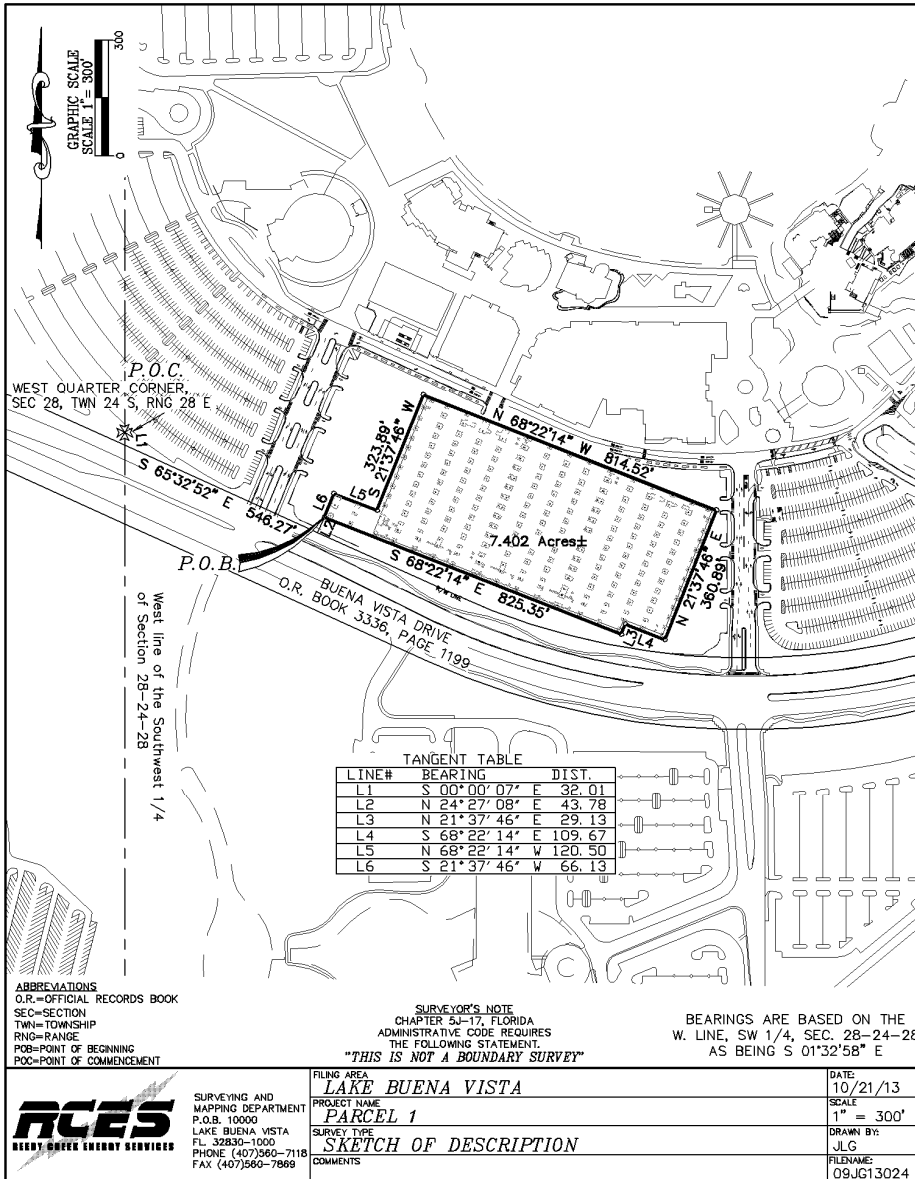 300
GRAPHIC SCALE
SCALE 1"= 300'
0
P.O.C.
WEST QUARTER CORNER,
SEC 28, TWN 24 S, RNG 28 E
L1
S 65°32'52" E
546.27'
L6
L5
323.89'
S 21°37'46" W
N 68°22'14" W
814.52'
7.402 Acres±
N 21°37'46" E
360.89'
P.O.B.
S 68°22'14" E 825.35'
L3
L4
R/W LINE
BUENA VISTA DRIVE
O.R. BOOK 3336, PAGE 1199
West line of the Southwest 1/4
of Section 28-24-28
TANGENT TABLE
LINE# BEARING DIST.
L1 S 00°00'07" E 32.01
L2 N 24°27'08" E 43.78
L3 N 21°37'46" E 29.13
L4 S 68°22'14" E 109.67
L5 N 68°22'14" W 120.50
L6 S 21°37'46" W 66.13
ABBREVIATIONS
O.R.=OFFICIAL RECORDS BOOK
SEC=SECTION
TWN=TOWNSHIP
RNG=RANGE
POB=POINT OF BEGINNING
POC=POINT OF COMMENCEMENT
SURVEYOR'S NOTE
CHAPTER 5J-17, FLORIDA
ADMINISTRATIVE CODE REQUIRES
THE FOLLOWING STATEMENT.
"THIS IS NOT A BOUNDARY SURVEY"
BEARINGS ARE BASED ON THE
W. LINE, SW 1/4, SEC. 28-24-28
AS BEING S 01°32'58" E
RCES
REEDY CREEK ENERGY SERVICES
SURVEYING AND
MAPPING DEPARTMENT
P.O.B. 10000
LAKE BUENA VISTA
FL. 32830-1000
PHONE (407)560-7118
FAX (407)560-7869
FILING AREA
LAKE BUENA VISTA
PROJECT NAME
PARCEL 1
SURVEY TYPE
SKETCH OF DESCRIPTION
COMMENTS
DATE:
10/21/13
SCALE
1" = 300'
DRAWN BY:
JLG
FILENAME:
09JG13024